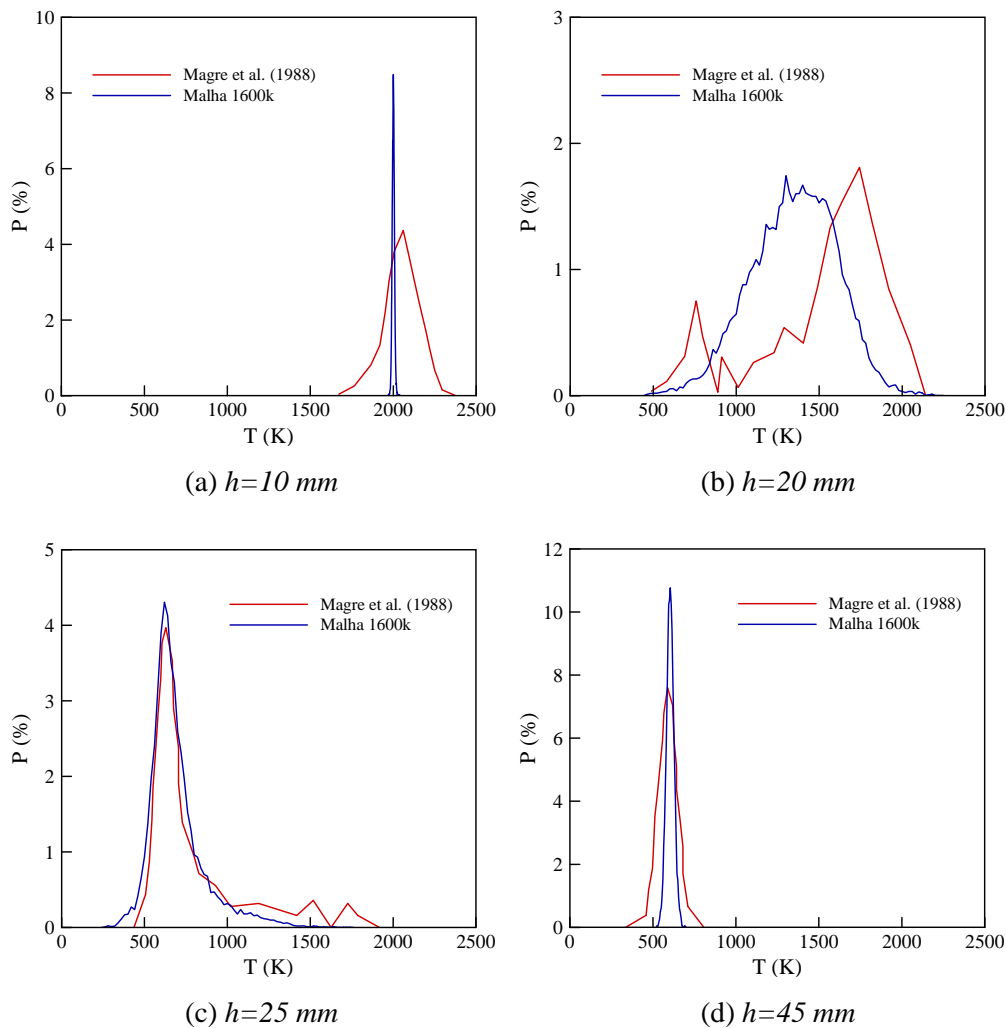 10
8
6
4
2
0
P (%)
Magre et al. (1988)
Malha 1600k
0 500 1000 1500 2000 2500
T (K)
(a) h=10 mm
3
2
1
0
P (%)
Magre et al. (1988)
Malha 1600k
0 500 1000 1500 2000 2500
T (K)
(b) h=20 mm
5
4
3
2
1
0
P (%)
Magre et al. (1988)
Malha 1600k
0 500 1000 1500 2000 2500
T (K)
(c) h=25 mm
12
10
8
6
4
2
0
P (%)
Magre et al. (1988)
Malha 1600k
0 500 1000 1500 2000 2500
T (K)
(d) h=45 mm